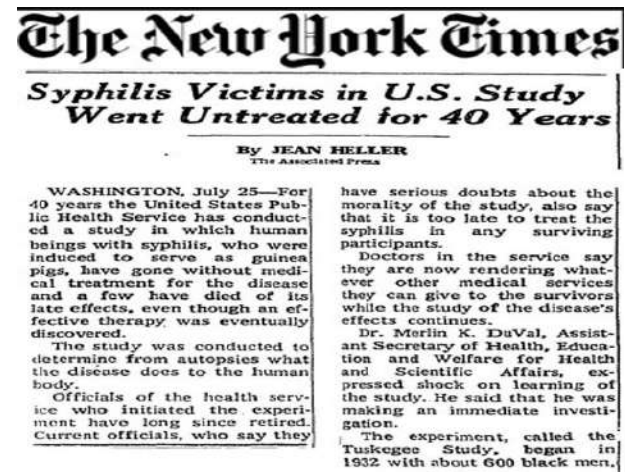 The New York Times
Syphilis Victims in U.S. Study
Went Untreated for 40 Years
By JEAN HELLER
The Associated Press
WASHINGTON, July 25—For
40 years the United States Pub-
lic Health Service has conduct-
ed a study in which human
beings with syphilis, who were
induced to serve as guinea
pigs, have gone without medi-
cal treatment for the disease
and a few have died of its
late effects, even though an ef-
fective therapy was eventually
discovered.
The study was conducted to
determine from autopsies what
the disease does to the human
body.
Officials of the health serv-
ice who initiated the experi-
ment have long since retired.
Current officials, who say they
have serious doubts about the
morality of the study, also say
that it is too late to treat the
syphilis in any surviving
participants.
Doctors in the service say
they are now rendering what-
ever other medical services
they can give to the survivors
while the study of the disease's
effects continues.
Dr. Merlin K. DuVal, Assist-
ant Secretary of Health, Educa-
tion and Welfare for Health
and Scientific Affairs, ex-
pressed shock on learning of
the study. He said that he was
making an immediate investi-
gation.
The experiment, called the
Tuskegee Study, began in
1932 with about 600 black men,